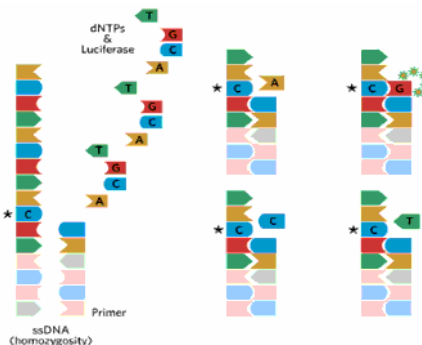 dNTPs
&
Luciferase
T
G
C
A
T
G
C
A
T
G
C
A
★ C
Primer
ssDNA
(homozygosity)
★ C A
★ C G
★ C C
★ C T